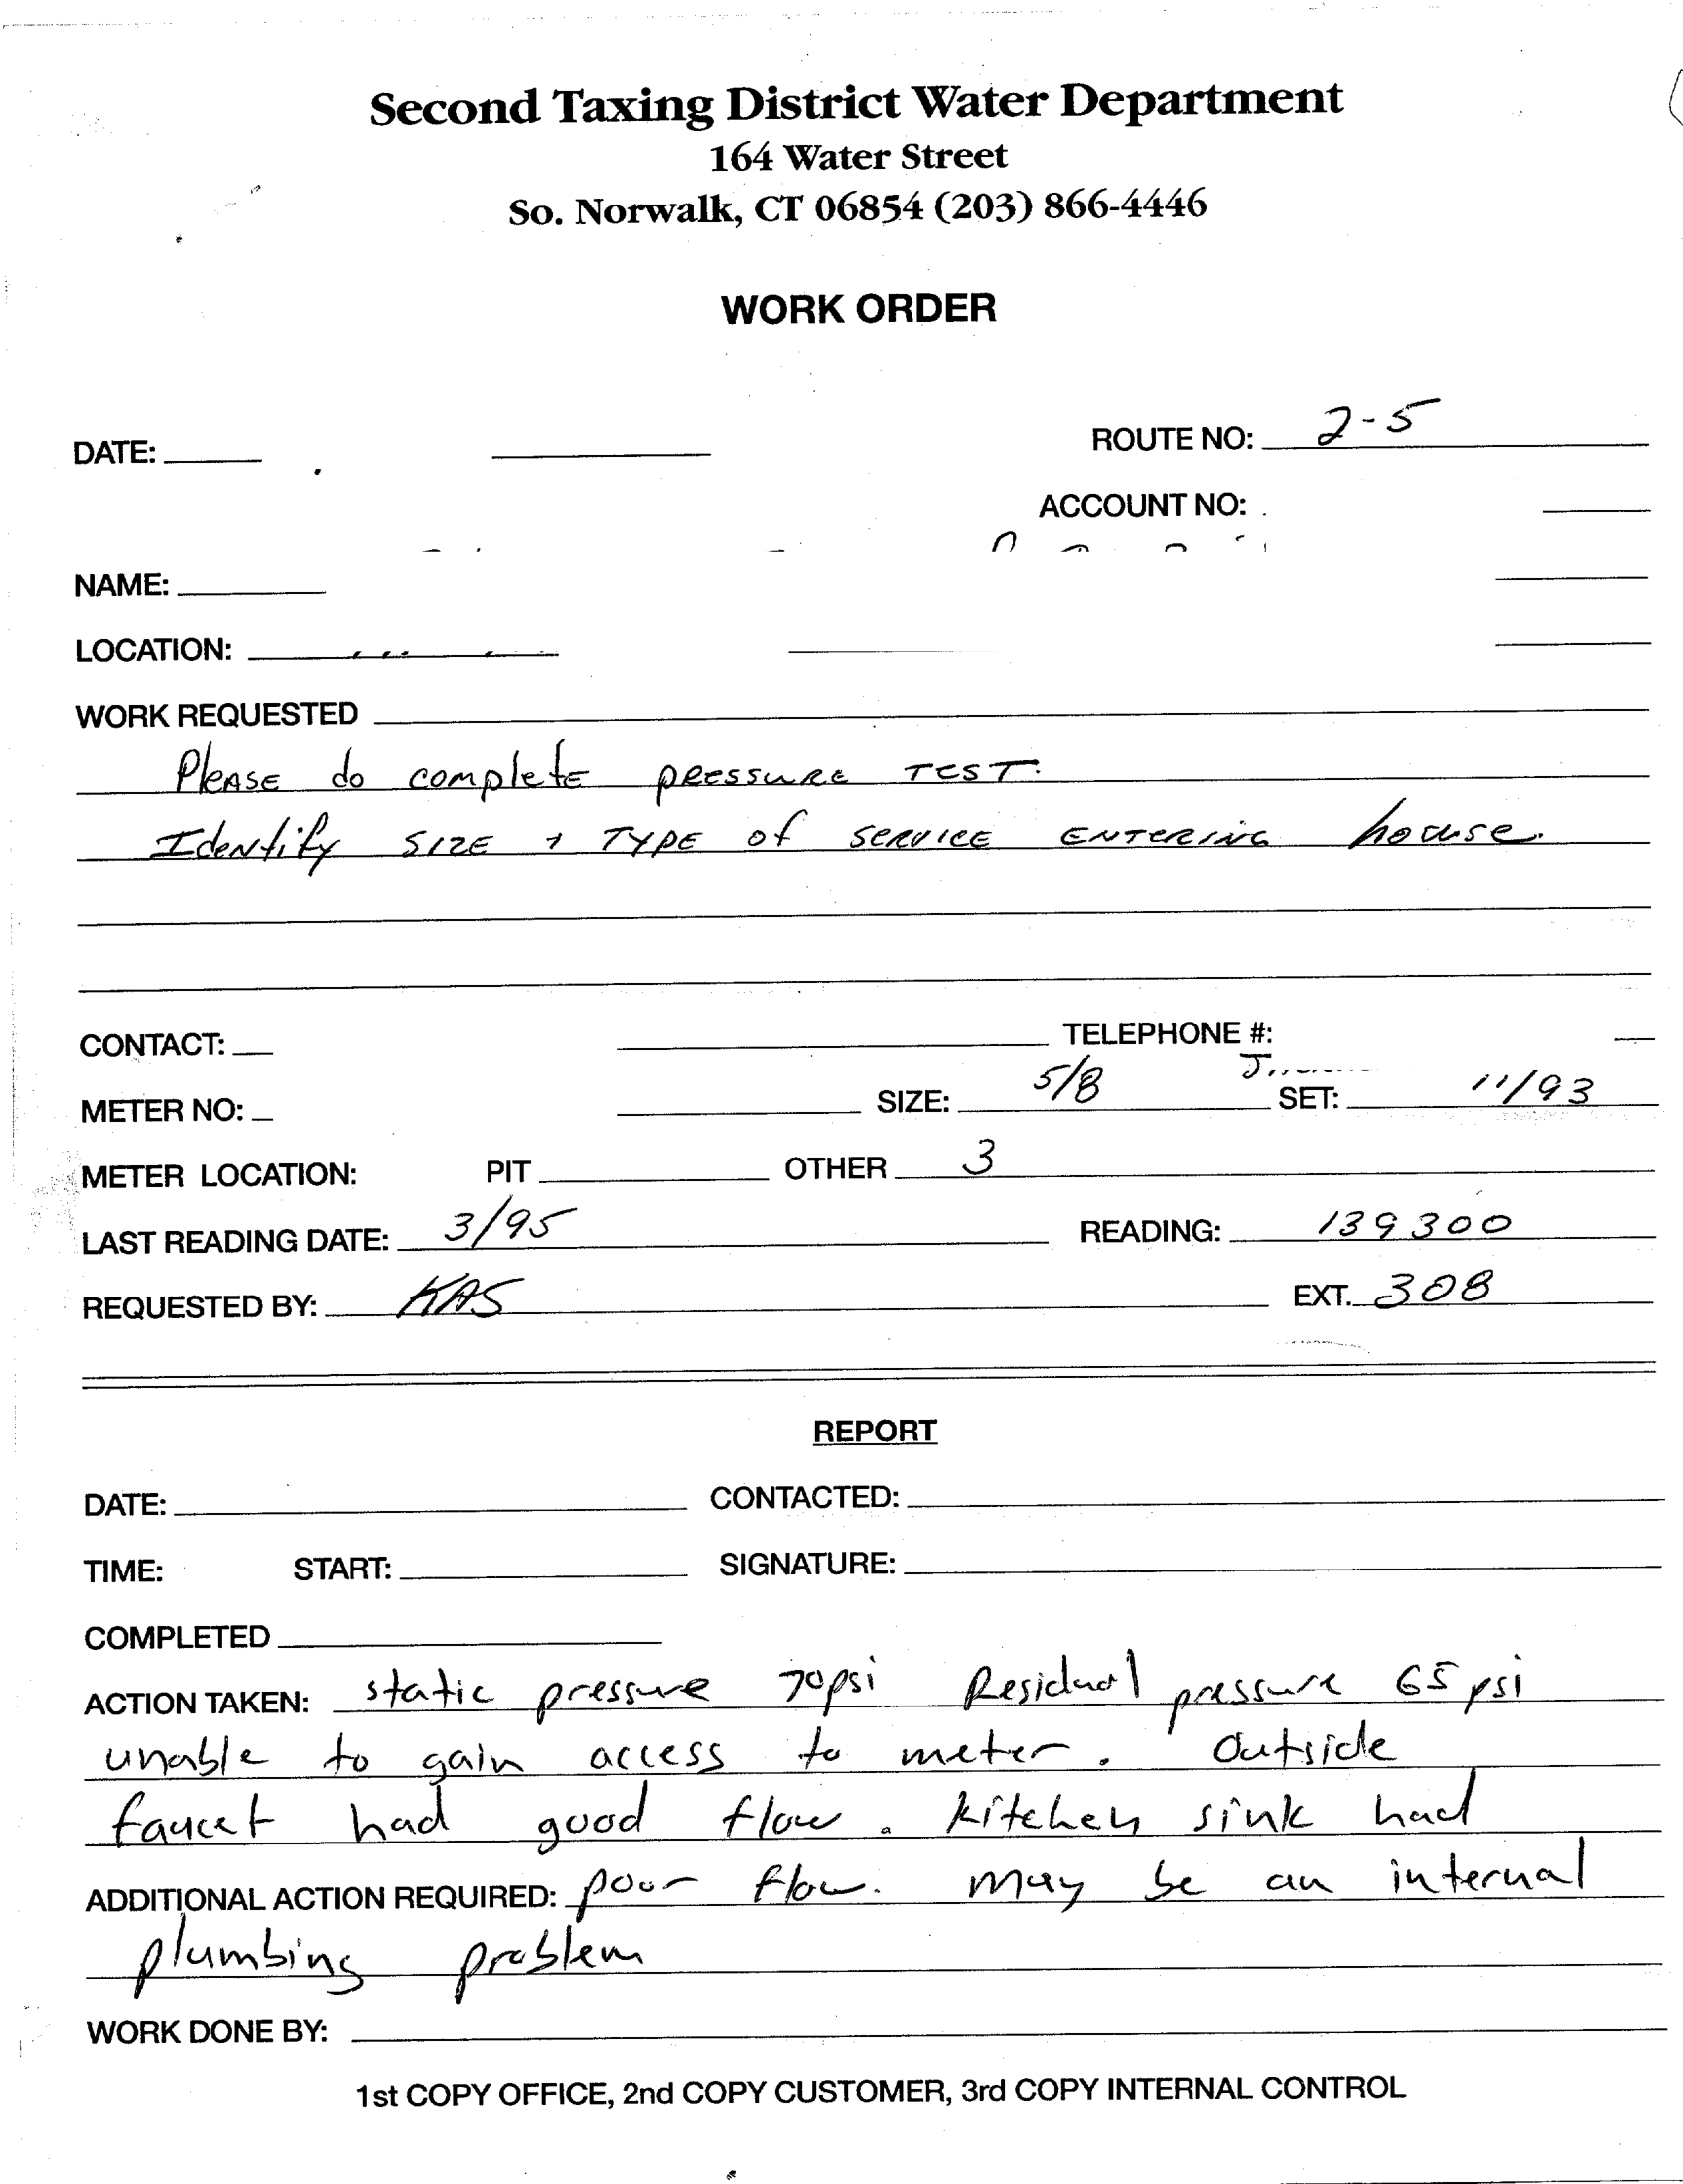 Second Taxing District Water Department
164 Water Street
So. Norwalk, CT 06854 (203) 866-4446
WORK ORDER
DATE:
ROUTE NO: 2-5
ACCOUNT NO:
NAME:
LOCATION:
WORK REQUESTED
Please do complete pressure TEST.
Identify SIZE + TYPE of SERVICE ENTERING house.
CONTACT: TELEPHONE #:
METER NO: SIZE: 5/8 SET: 11/93
METER LOCATION: PIT OTHER 3
LAST READING DATE: 3/95 READING: 139300
REQUESTED BY: KAS EXT. 308
REPORT
DATE: CONTACTED:
TIME: START: SIGNATURE:
COMPLETED
ACTION TAKEN: static pressure 70psi Residual pressure 65 psi
unable to gain access to meter. Outside
faucet had good flow. kitchen sink had
ADDITIONAL ACTION REQUIRED: poor flow. may be an internal
plumbing problem
WORK DONE BY:
1st COPY OFFICE, 2nd COPY CUSTOMER, 3rd COPY INTERNAL CONTROL